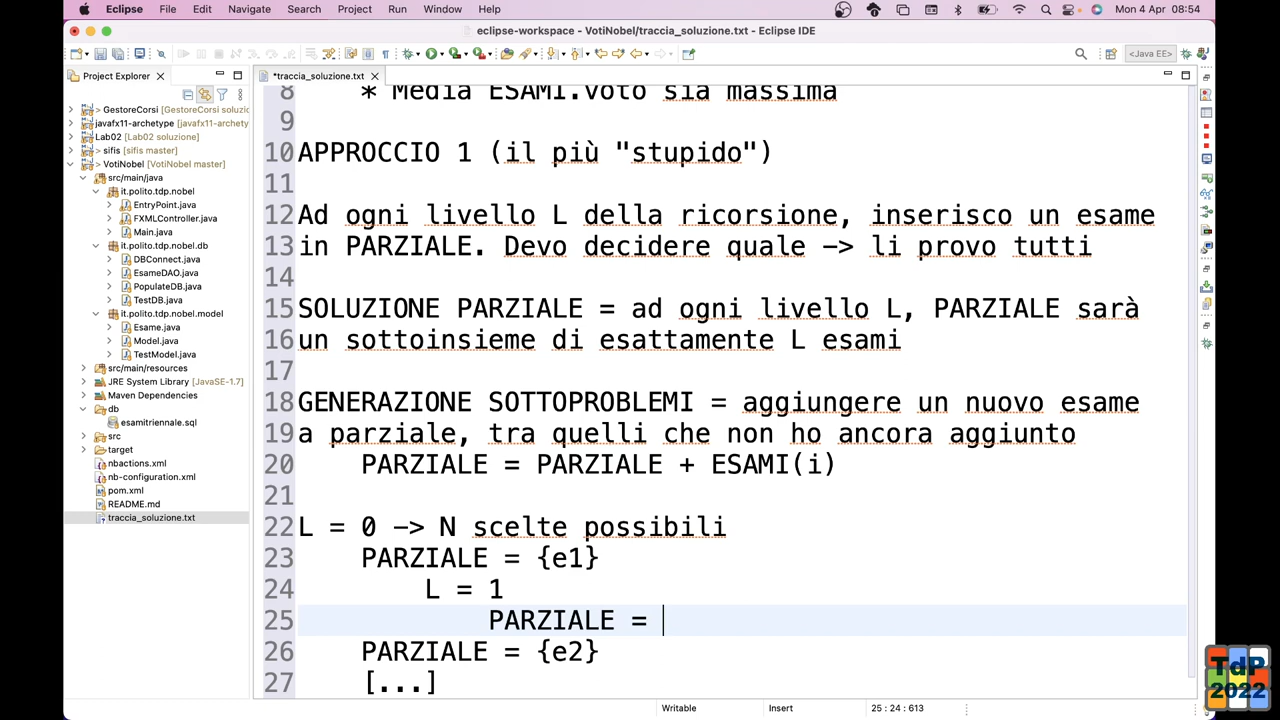 Eclipse File Edit Navigate Search Project Run Window Help Mon 4 Apr 08:54
eclipse-workspace - VotiNobel/traccia_soluzione.txt - Eclipse IDE
<Java EE>
Project Explorer
*traccia_soluzione.txt
> GestoreCorsi [GestoreCorsi soluzic
javafx11-archetype [javafx11-archety
Lab02 [Lab02 soluzione]
> sifis [sifis master]
> VotiNobel [VotiNobel master]
src/main/java
it.polito.tdp.nobel
EntryPoint.java
FXMLController.java
Main.java
it.polito.tdp.nobel.db
DBConnect.java
EsameDAO.java
PopulateDB.java
TestDB.java
it.polito.tdp.nobel.model
Esame.java
Model.java
TestModel.java
src/main/resources
JRE System Library [JavaSE-1.7]
Maven Dependencies
db
esamitriennale.sql
src
target
nbactions.xml
nb-configuration.xml
pom.xml
README.md
traccia_soluzione.txt
8 * Media ESAMI.voto sia massima
9
10 APPROCCIO 1 (il più "stupido")
11
12 Ad ogni livello L della ricorsione, inserisco un esame
13 in PARZIALE. Devo decidere quale -> li provo tutti
14
15 SOLUZIONE PARZIALE = ad ogni livello L, PARZIALE sarà
16 un sottoinsieme di esattamente L esami
17
18 GENERAZIONE SOTTOPROBLEMI = aggiungere un nuovo esame
19 a parziale, tra quelli che non ho ancora aggiunto
20 PARZIALE = PARZIALE + ESAMI(i)
21
22 L = 0 -> N scelte possibili
23 PARZIALE = {e1}
24 L = 1
25 PARZIALE =
26 PARZIALE = {e2}
27 [...]
Writable Insert 25 : 24 : 613
TdP
2022